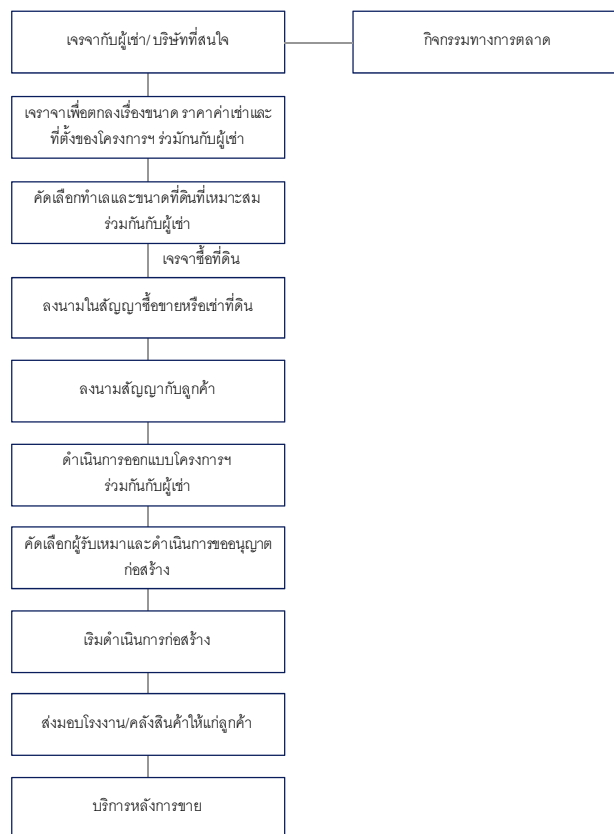 เจรจากับผู้เช่า/ บริษัทที่สนใจ
กิจกรรมทางการตลาด
เจราจาเพื่อตกลงเรื่องขนาด ราคาค่าเช่าและ
ที่ตั้งของโครงการฯ ร่วมักนกับผู้เช่า
คัดเลือกทำเลและขนาดที่ดินที่เหมาะสม
ร่วมกันกับผู้เช่า
เจรจาซื้อที่ดิน
ลงนามในสัญญาซื้อขายหรือเช่าที่ดิน
ลงนามสัญญากับลูกค้า
ดำเนินการออกแบบโครงการฯ
ร่วมกันกับผู้เช่า
คัดเลือกผู้รับเหมาและดำเนินการขออนุญาต
ก่อสร้าง
เริ่มดำเนินการก่อสร้าง
ส่งมอบโรงงาน/คลังสินค้าให้แก่ลูกค้า
บริการหลังการขาย